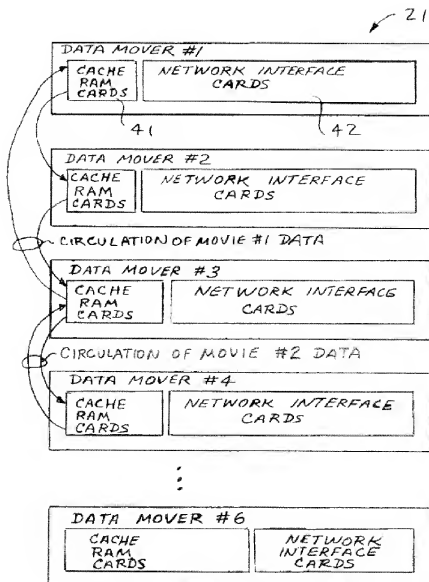 21
DATA MOVER #1
CACHE
RAM
CARDS
NETWORK INTERFACE
CARDS
41
42
DATA MOVER #2
CACHE
RAM
CARDS
NETWORK INTERFACE
CARDS
CIRCULATION OF MOVIE #1 DATA
DATA MOVER #3
CACHE
RAM
CARDS
NETWORK INTERFACE
CARDS
CIRCULATION OF MOVIE #2 DATA
DATA MOVER #4
CACHE
RAM
CARDS
NETWORK INTERFACE
CARDS
DATA MOVER #6
CACHE
RAM
CARDS
NETWORK
INTERFACE
CARDS